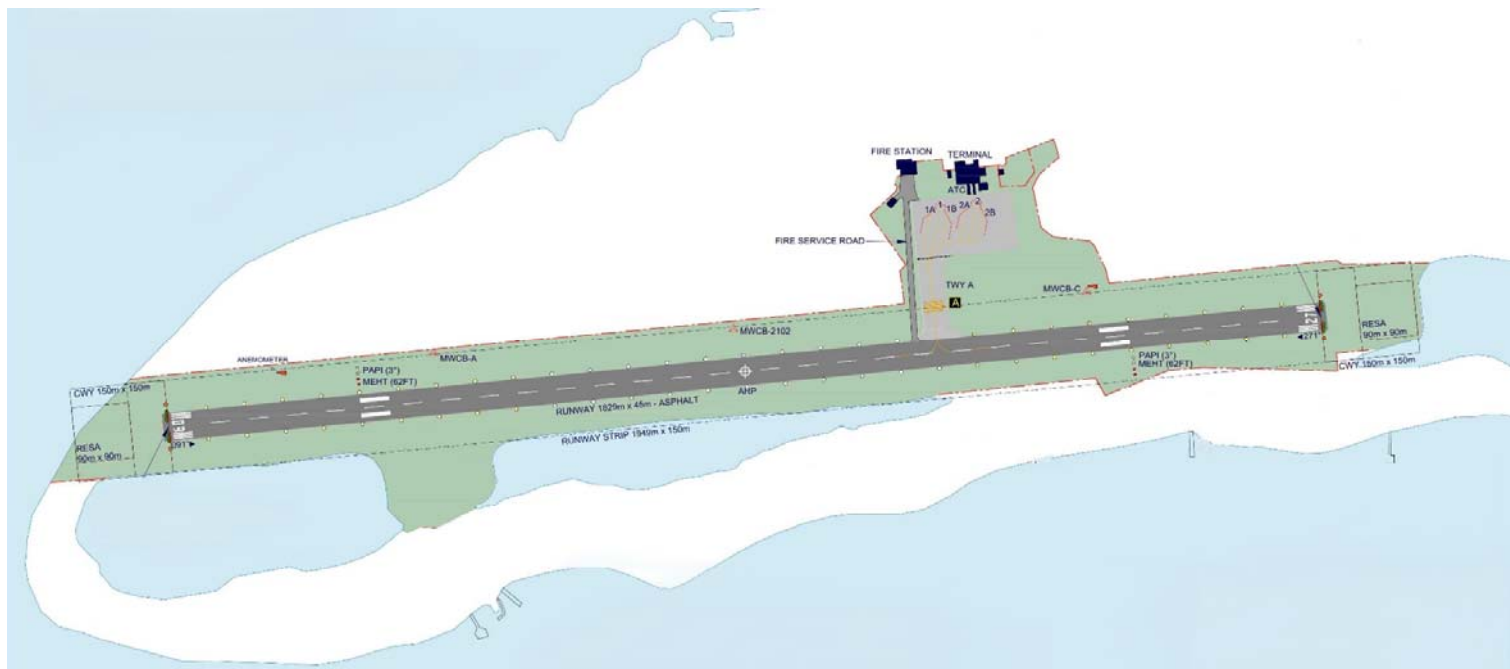 FIRE STATION
TERMINAL
ATC
1A
1
1B
2A
2
2B
FIRE SERVICE ROAD
TWY A
A
MWCB-C
MWCB-2102
MWCB-A
ANEMOMETER
PAPI (3°)
MEHT (62FT)
CWY 150m x 150m
RESA
90m x 90m
091
AHP
RUNWAY 1829m x 45m - ASPHALT
RUNWAY STRIP 1949m x 150m
PAPI (3°)
MEHT (62FT)
27
271
RESA
90m x 90m
CWY 150m x 150m